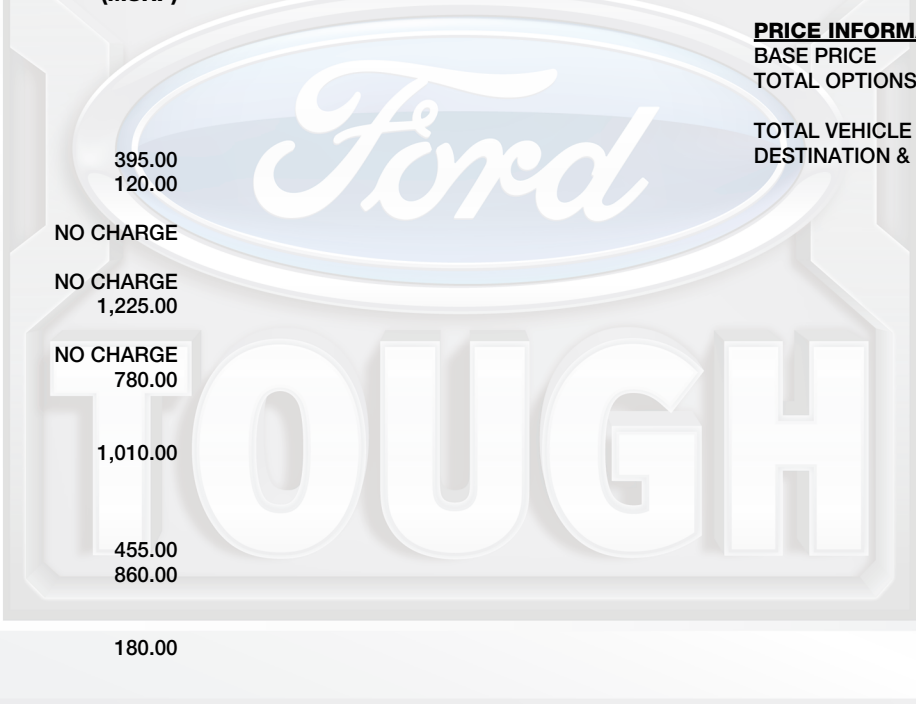 (MSRP)
395.00
120.00
NO CHARGE
NO CHARGE
1,225.00
NO CHARGE
780.00
1,010.00
455.00
860.00
180.00
PRICE INFORMA
BASE PRICE
TOTAL OPTIONS
TOTAL VEHICLE
DESTINATION &
Ford
TOUGH